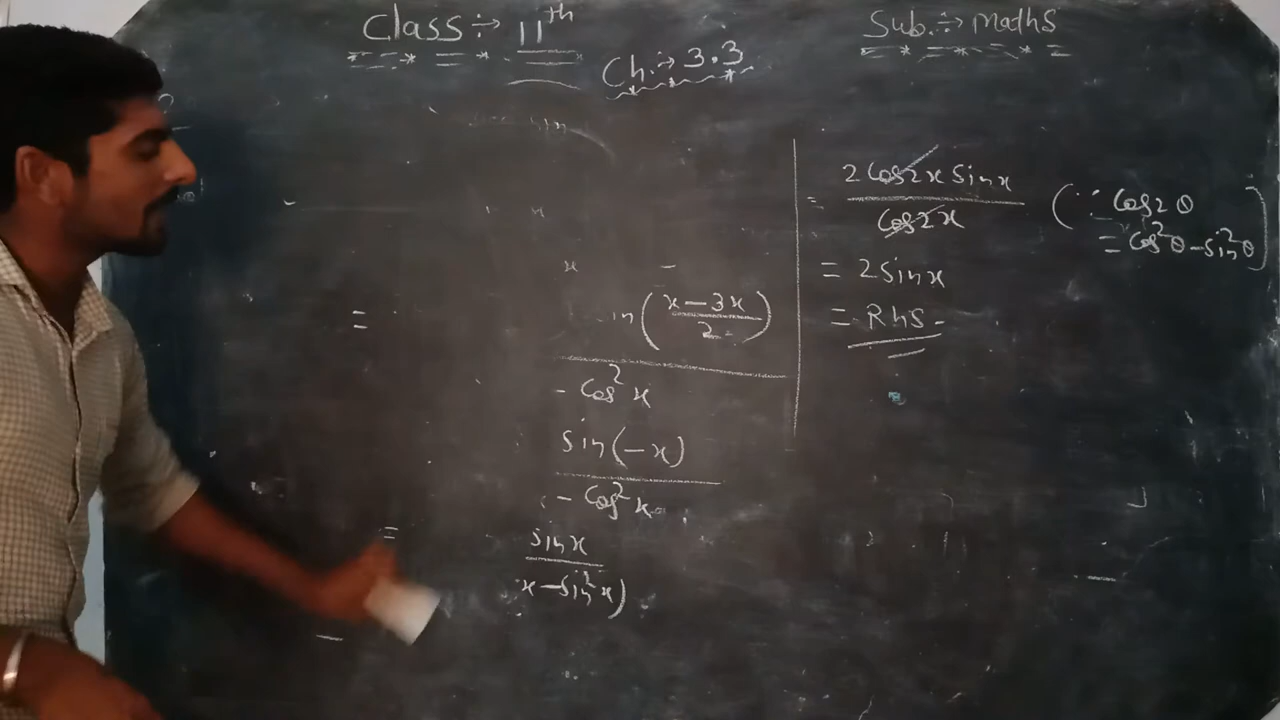 Class :- 11th
Sub. :- Maths
Ch. :- 3.3
=
in((x - 3x)/2)
- Cos²x
sin(-x)
- Cos²x
=
sinx
x - sin²x)
= 2 Cos2x Sinx / Cos2x (∵ Cos2θ
= Cos²θ - sin²θ)
= 2 Sinx
= RhS.